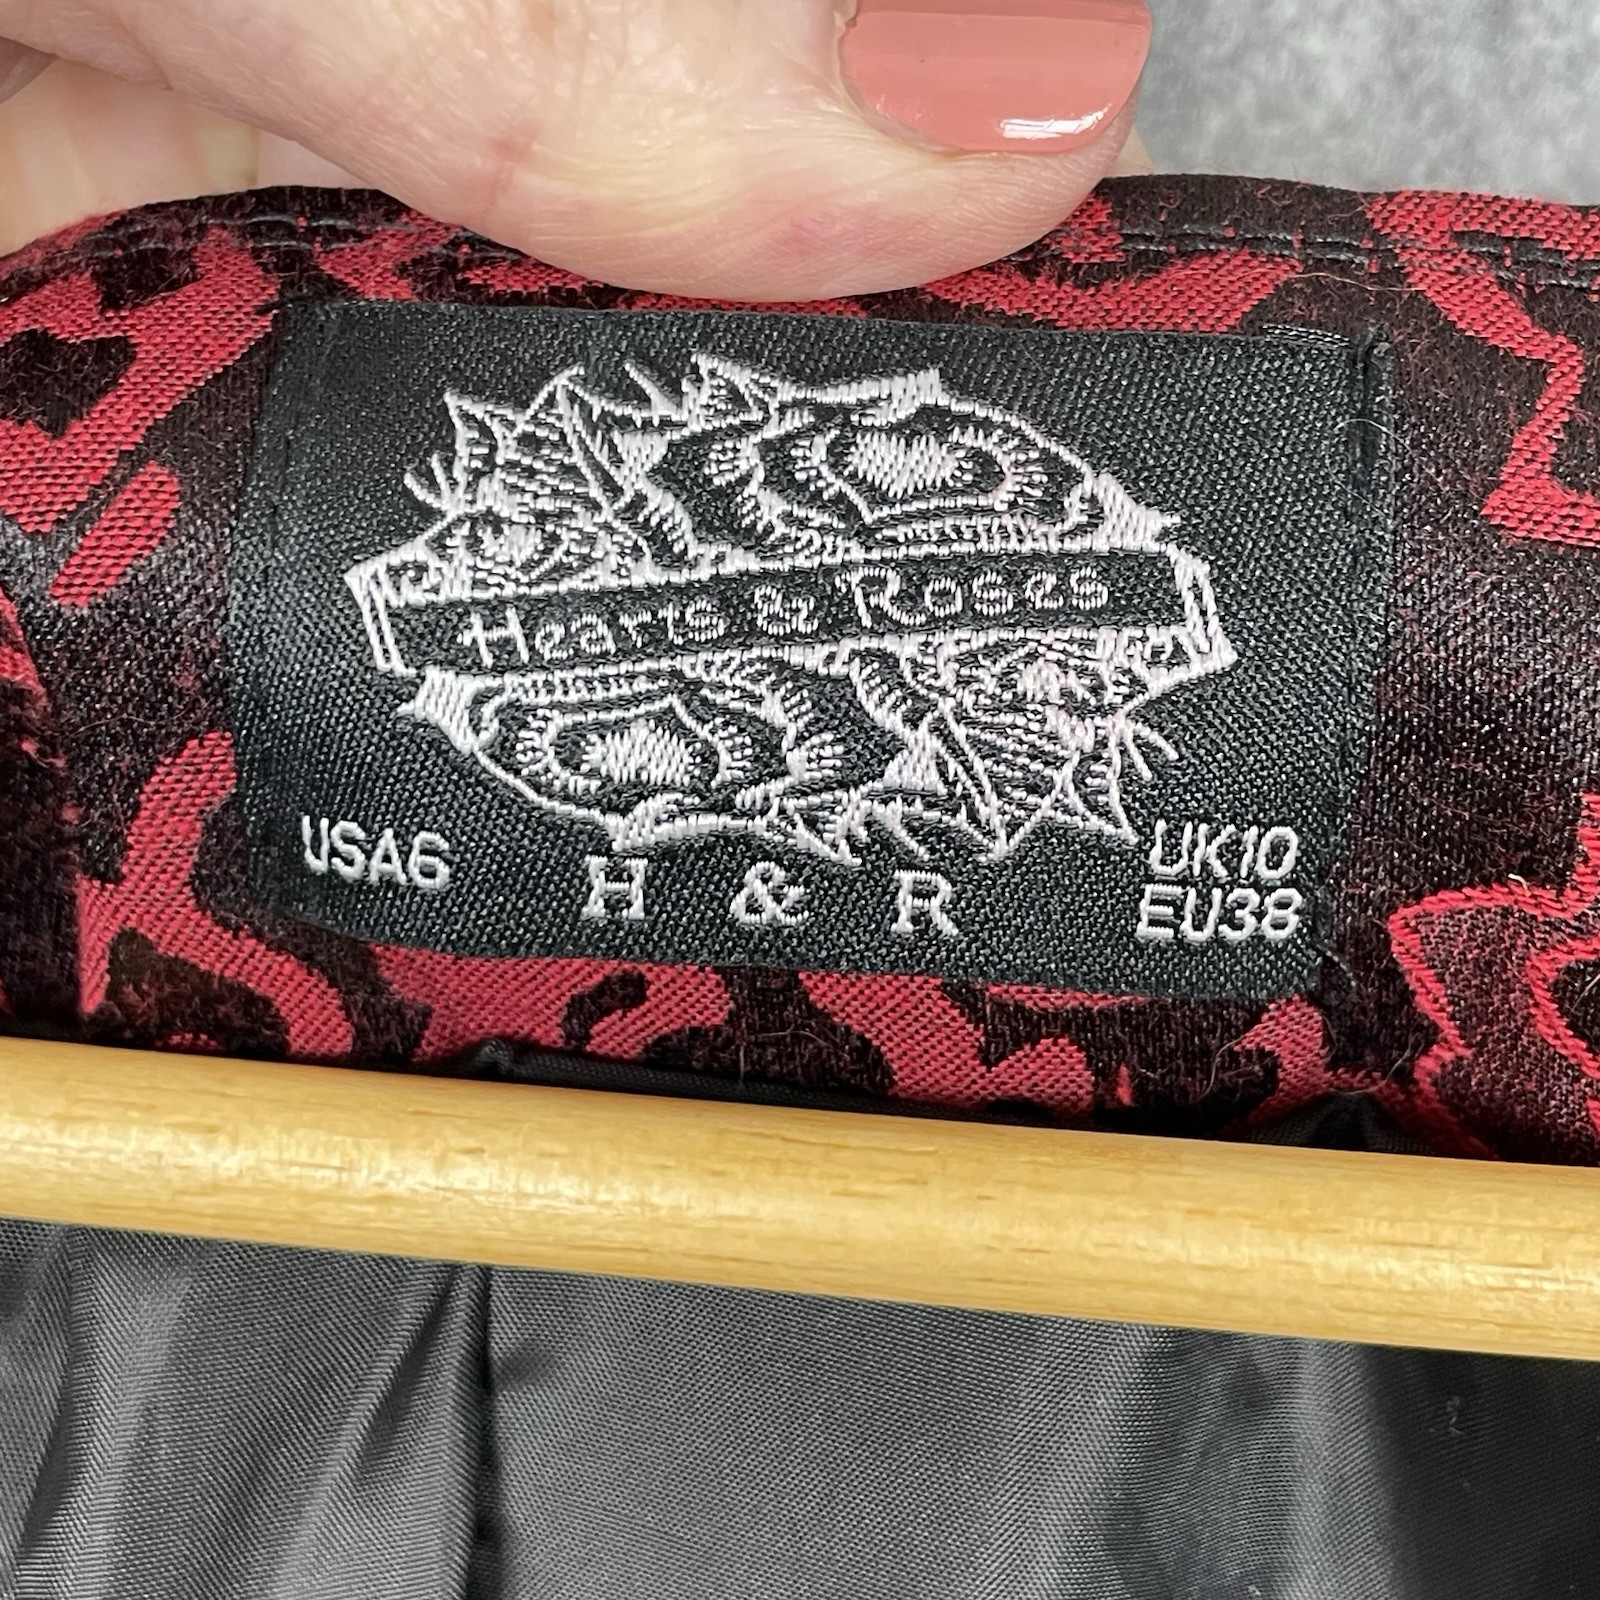 Hearts & Roses
USA6
H & R
UK10
EU38